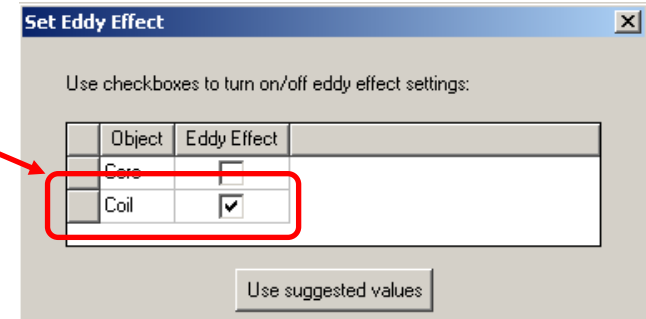 Set Eddy Effect
Use checkboxes to turn on/off eddy effect settings:
Object Eddy Effect
Core
Coil
Use suggested values